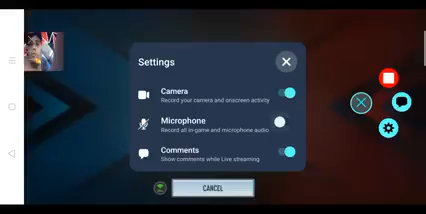 Settings
Camera
Record your camera and onscreen activity
Microphone
Record all in-game and microphone audio
Comments
Show comments while Live streaming
CANCEL